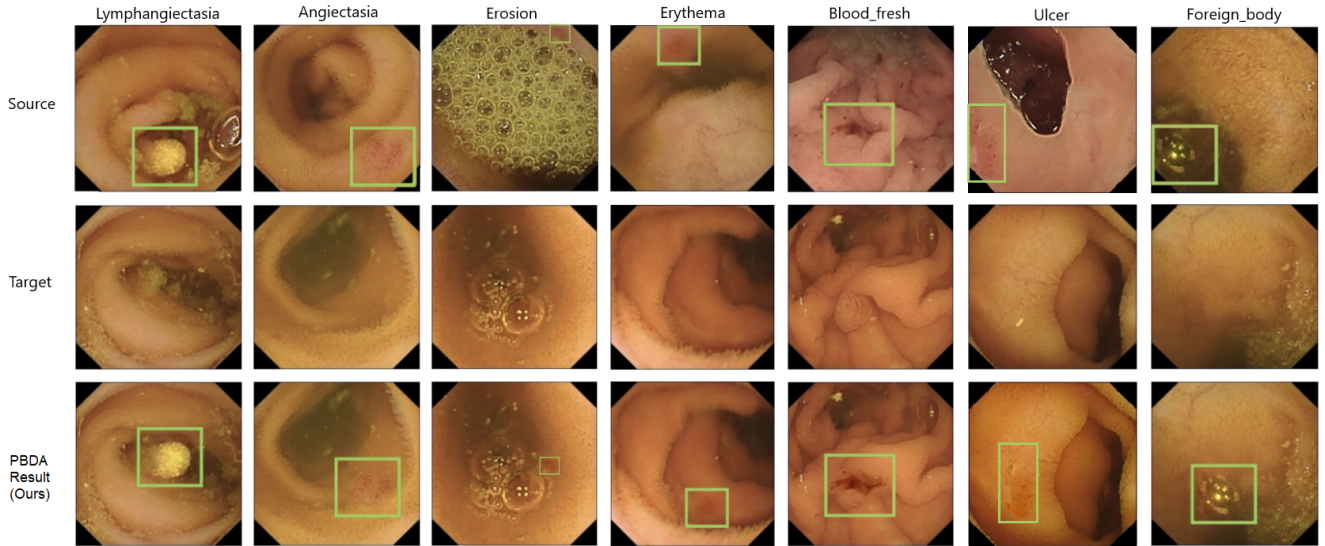 Lymphangiectasia Angiectasia Erosion Erythema Blood_fresh Ulcer Foreign_body
Source
Target
PBDA
Result
(Ours)